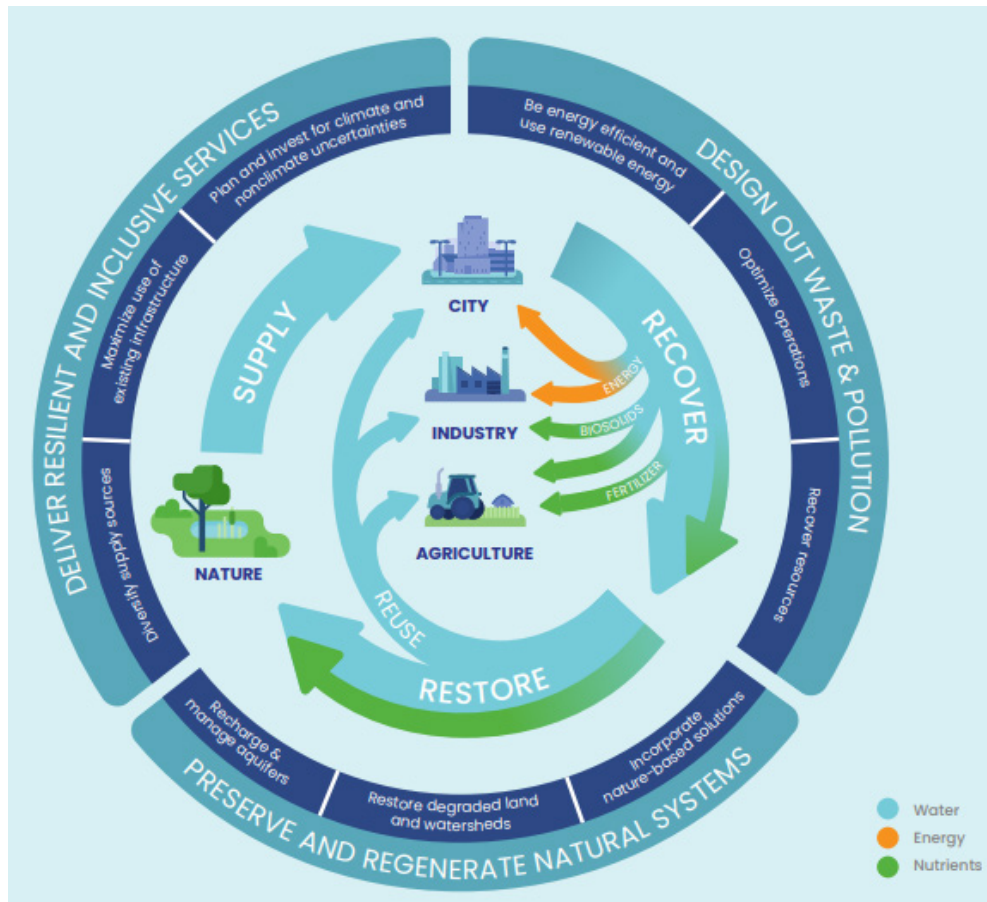 DELIVER RESILIENT AND INCLUSIVE SERVICES
Plan and invest for climate and
nonclimate uncertainties
Maximize use of
existing infrastructure
Diversify supply sources
DESIGN OUT WASTE & POLLUTION
Be energy efficient and
use renewable energy
Optimize operations
Recover resources
PRESERVE AND REGENERATE NATURAL SYSTEMS
Incorporate
nature-based solutions
Restore degraded land
and watersheds
Recharge &
manage aquifers
SUPPLY
CITY
RECOVER
ENERGY
INDUSTRY
BIOSOLIDS
FERTILIZER
AGRICULTURE
NATURE
REUSE
RESTORE
Water
Energy
Nutrients